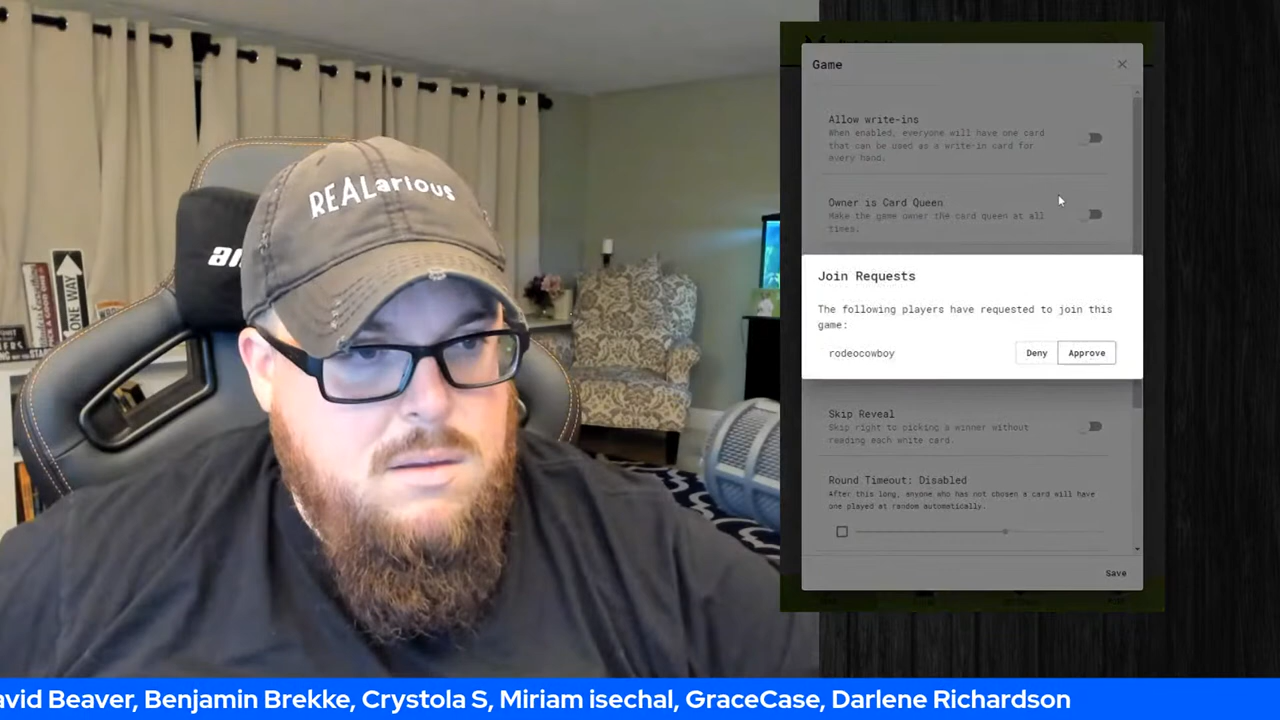 REALarious
an
ONE WAY
Game
Allow write-ins
When enabled, everyone will have one card
that can be used as a write-in card for
every hand.
Owner is Card Queen
Make the game owner the card queen at all
times.
Join Requests
The following players have requested to join this
game:
rodeocowboy
Deny
Approve
Skip Reveal
Skip right to picking a winner without
reading each white card.
Round Timeout: Disabled
After this long, anyone who has not chosen a card will have
one played at random automatically.
Save
avid Beaver, Benjamin Brekke, Crystola S, Miriam isechal, GraceCase, Darlene Richardson